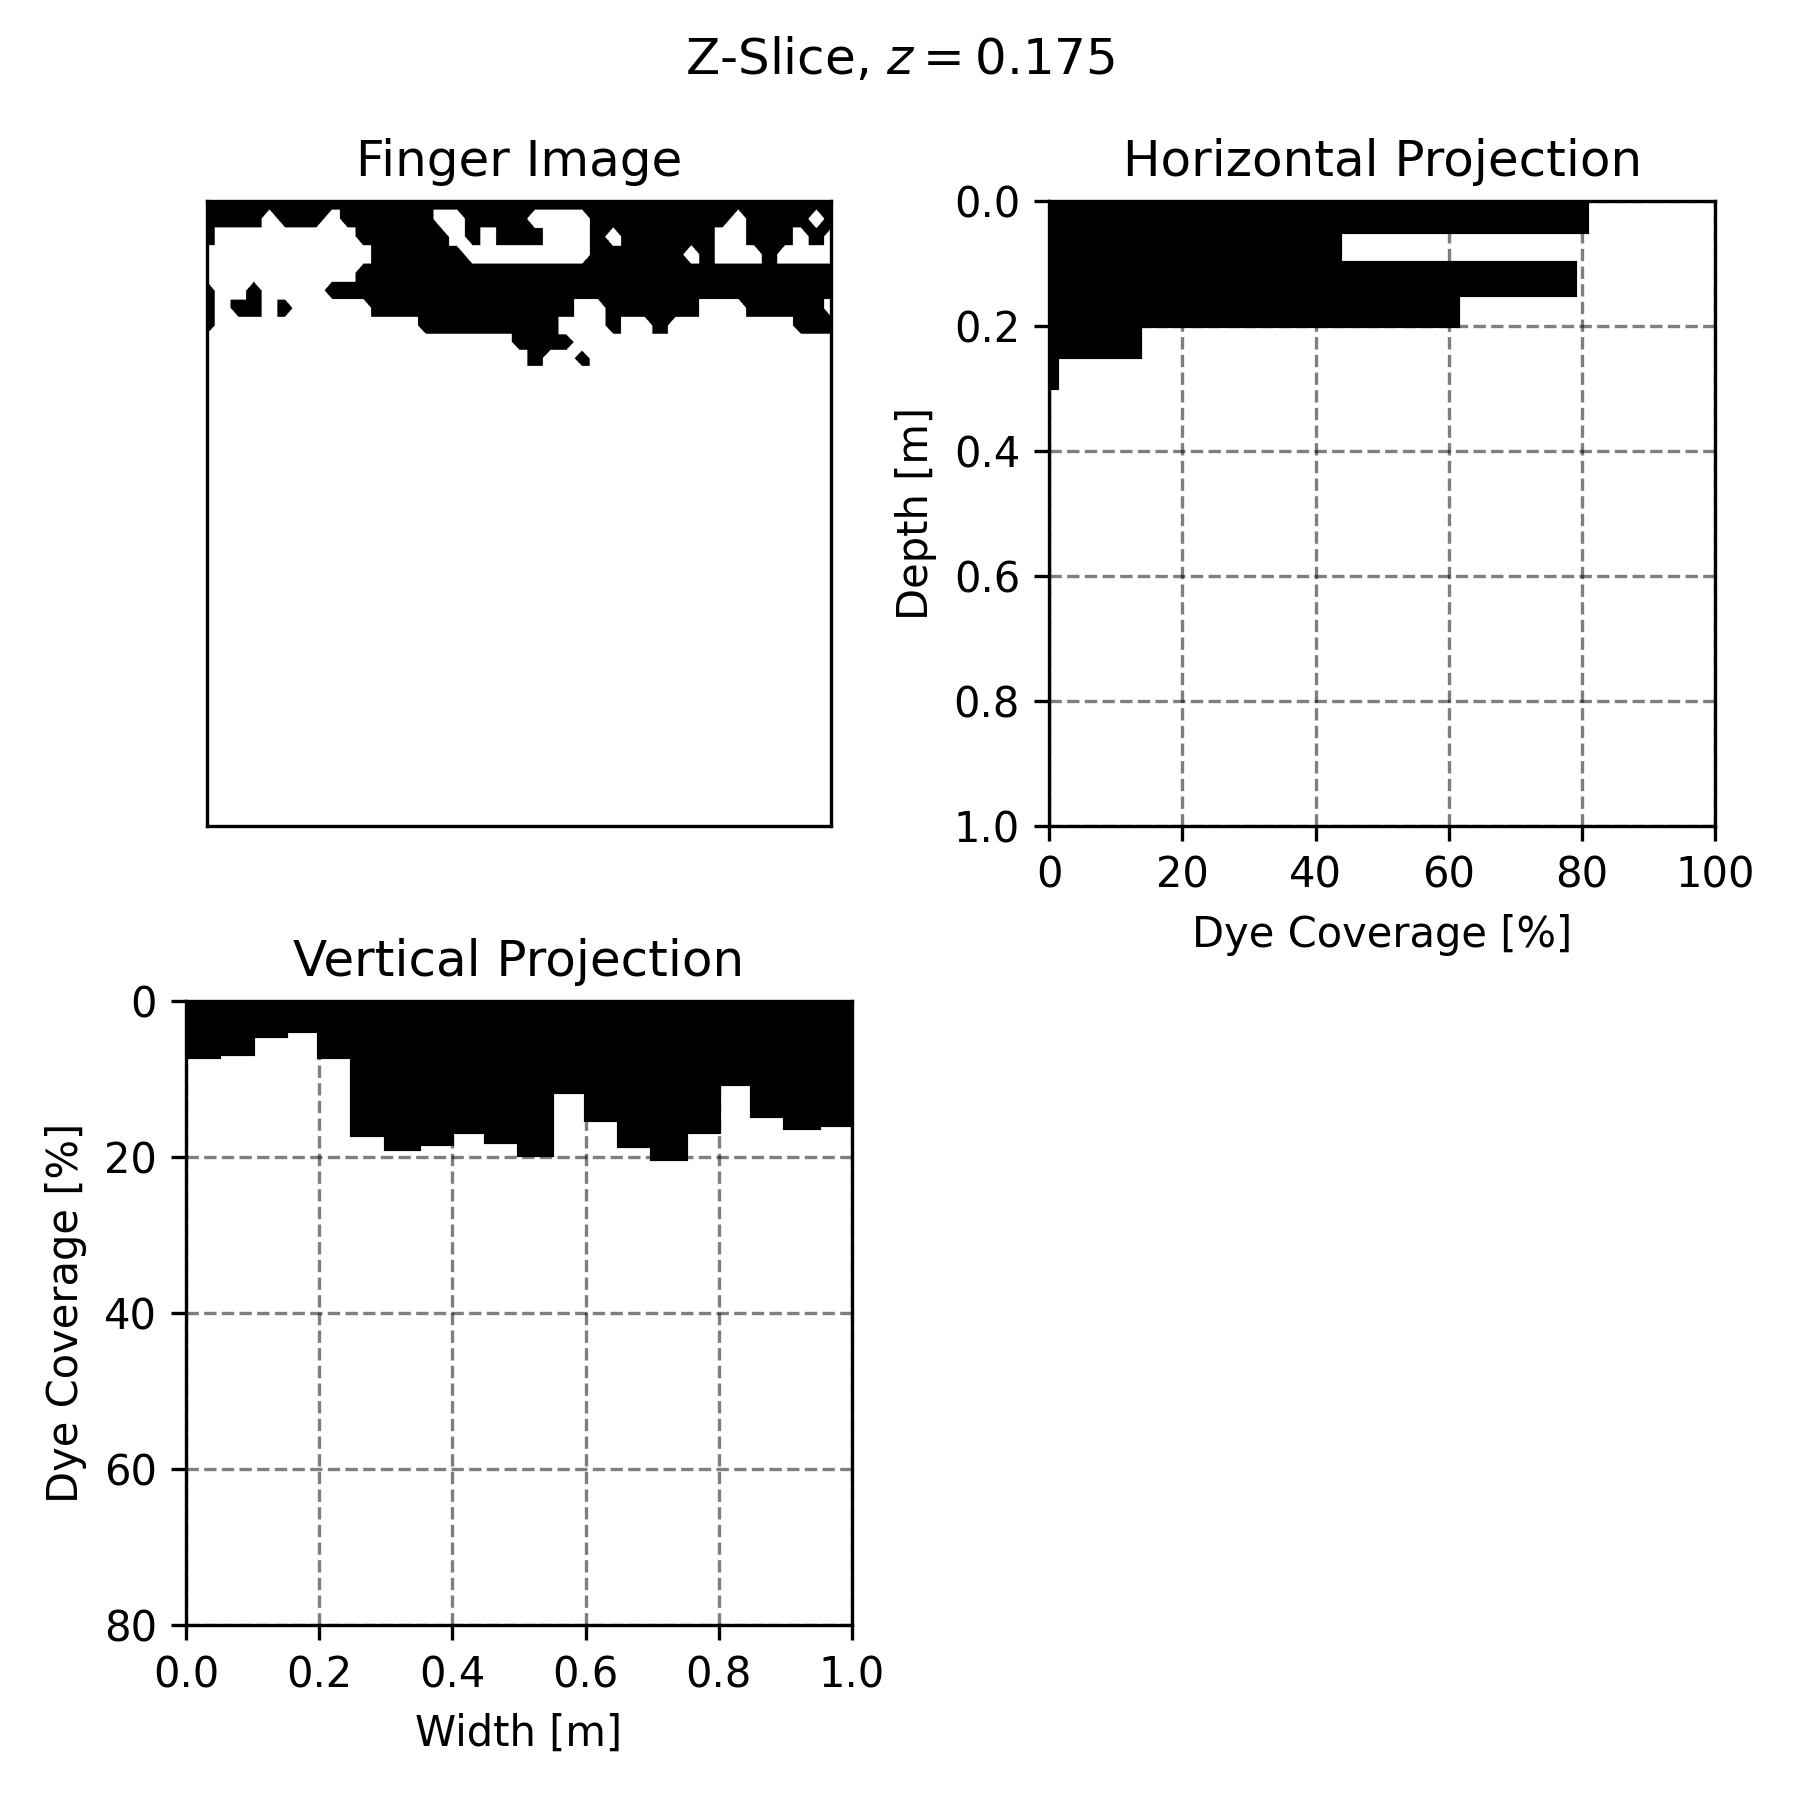 Z-Slice, z = 0.175
Finger Image
Horizontal Projection
0.0
0.2
0.4
0.6
0.8
1.0
Depth [m]
0 20 40 60 80 100
Dye Coverage [%]
Vertical Projection
0
20
40
60
80
Dye Coverage [%]
0.0 0.2 0.4 0.6 0.8 1.0
Width [m]